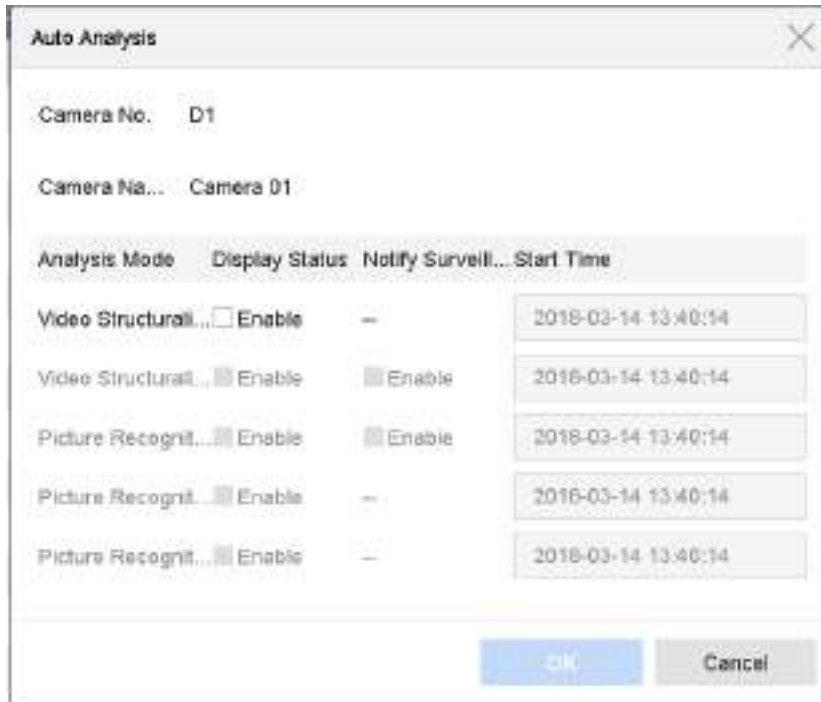 Auto Analysis
Camera No. D1
Camera Na... Camera 01
Analysis Mode Display Status Notify Surveill... Start Time
Video Structurali... Enable -- 2018-03-14 13:40:14
Video Structurali... Enable Enable 2018-03-14 13:40:14
Picture Recognit... Enable Enable 2018-03-14 13:40:14
Picture Recognit... Enable -- 2018-03-14 13:40:14
Picture Recognit... Enable -- 2018-03-14 13:40:14
OK Cancel